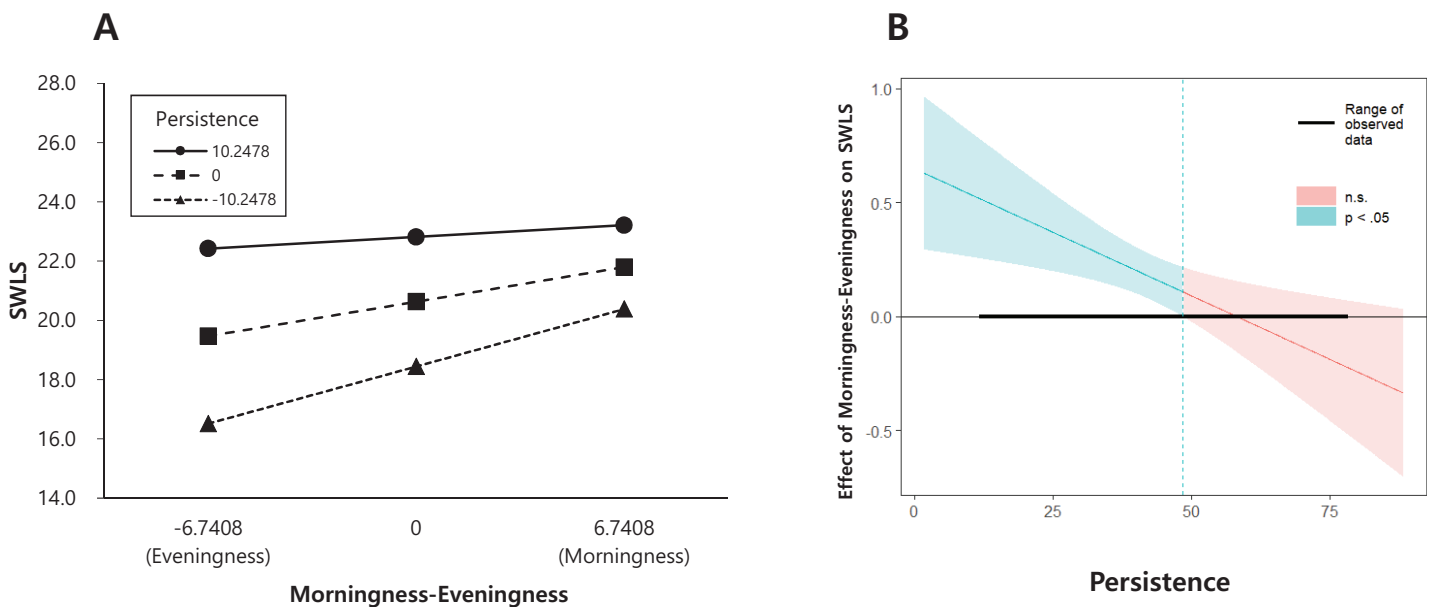 A
28.0
26.0
24.0
22.0
20.0
18.0
16.0
14.0
SWLS
Persistence
10.2478
0
-10.2478
-6.7408
(Eveningness)
0
6.7408
(Morningness)
Morningness-Eveningness
B
Effect of Morningness-Eveningness on SWLS
1.0
0.5
0.0
-0.5
Range of
observed
data
n.s.
p < .05
0
25
50
75
Persistence